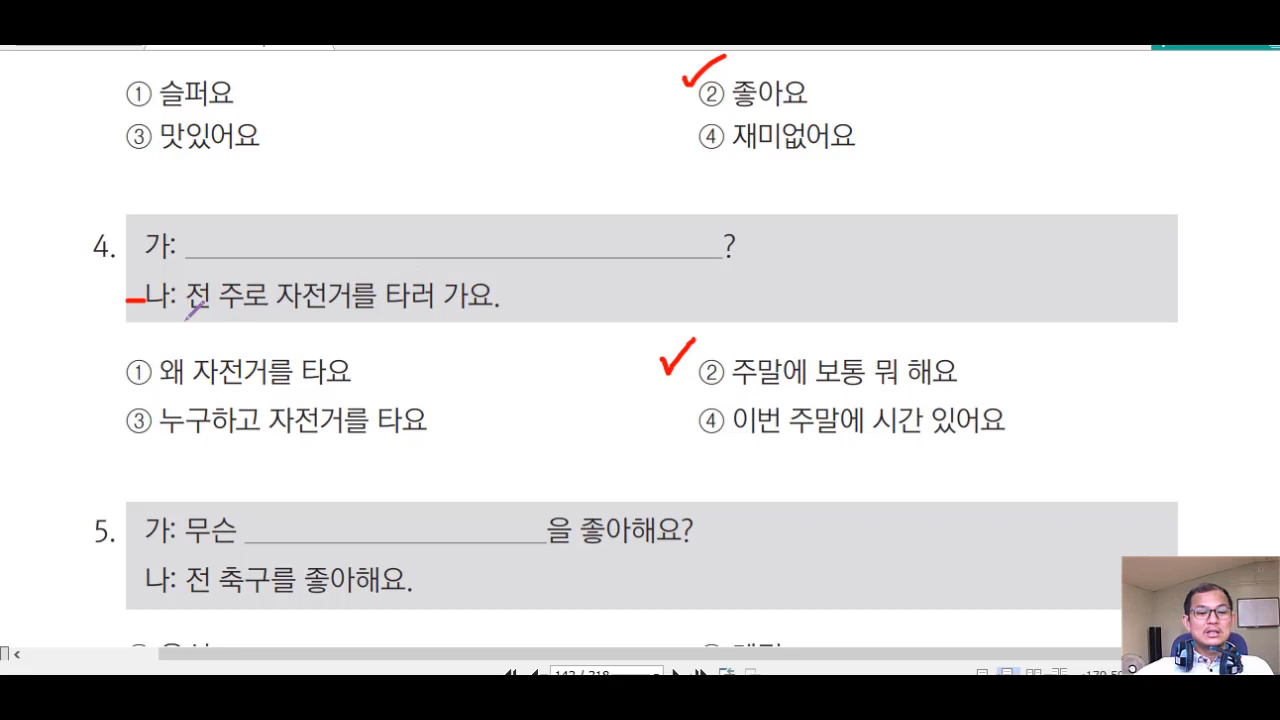 ① 슬퍼요 ② 좋아요
③ 맛있어요 ④ 재미없어요
4. 가: ?
나: 전 주로 자전거를 타러 가요.
① 왜 자전거를 타요 ② 주말에 보통 뭐 해요
③ 누구하고 자전거를 타요 ④ 이번 주말에 시간 있어요
5. 가: 무슨 을 좋아해요?
나: 전 축구를 좋아해요.